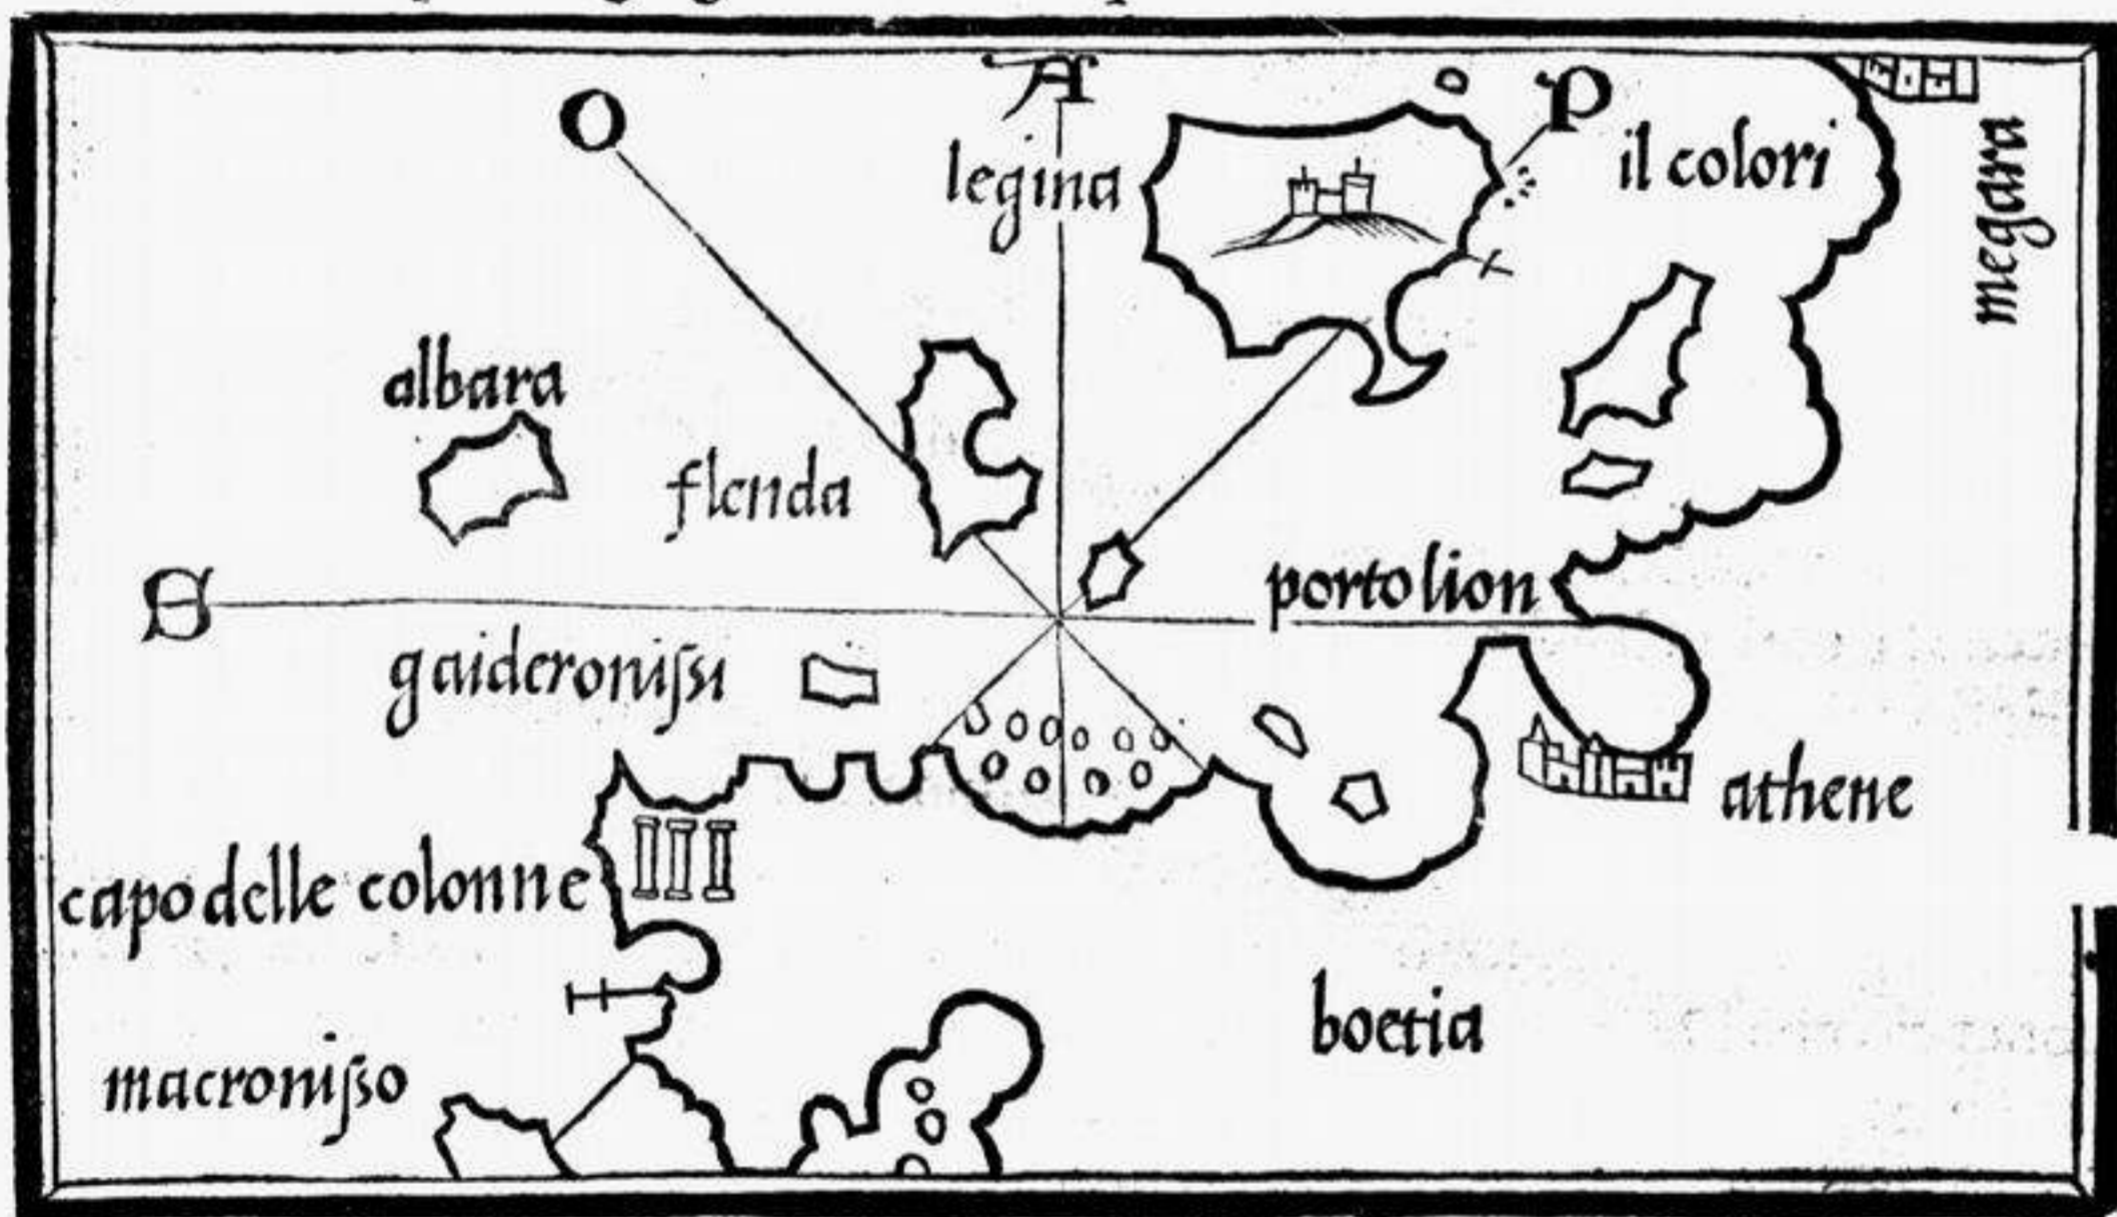 O
A
P
legina
il colori
megara
albara
flenda
S
portolion
gaideronissi
athene
capo delle colonne
boetia
macronisso